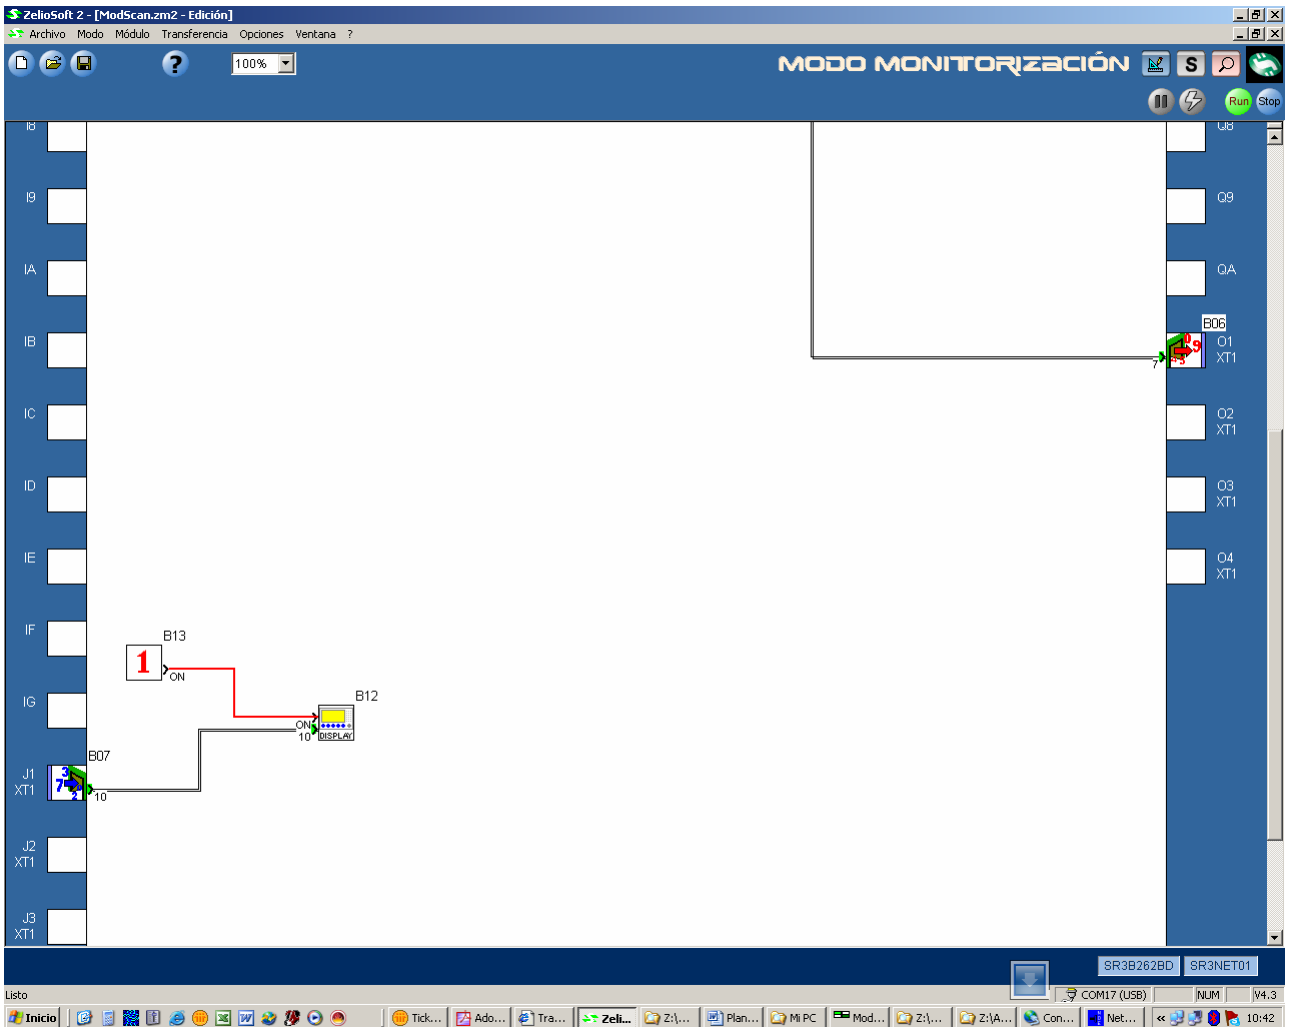 ZelioSoft 2 - [ModScan.zm2 - Edición]
Archivo Modo Módulo Transferencia Opciones Ventana ?
? 100% MODO MONITORIZACIÓN S
Run Stop
I8 Q8
I9 Q9
IA QA
B06
IB O1
XT1
7
IC O2
XT1
ID O3
XT1
IE O4
XT1
IF B13
1
ON
IG B12
ON
10 DISPLAY
B07
J1
XT1
10
J2
XT1
J3
XT1
SR3B262BD SR3NET01
Listo COM17 (USB) NUM V4.3
Inicio Tick... Ado... Tra... Zeli... Z:\... Plan... Mi PC Mod... Z:\... Z:\A... Con... Net... « 10:42